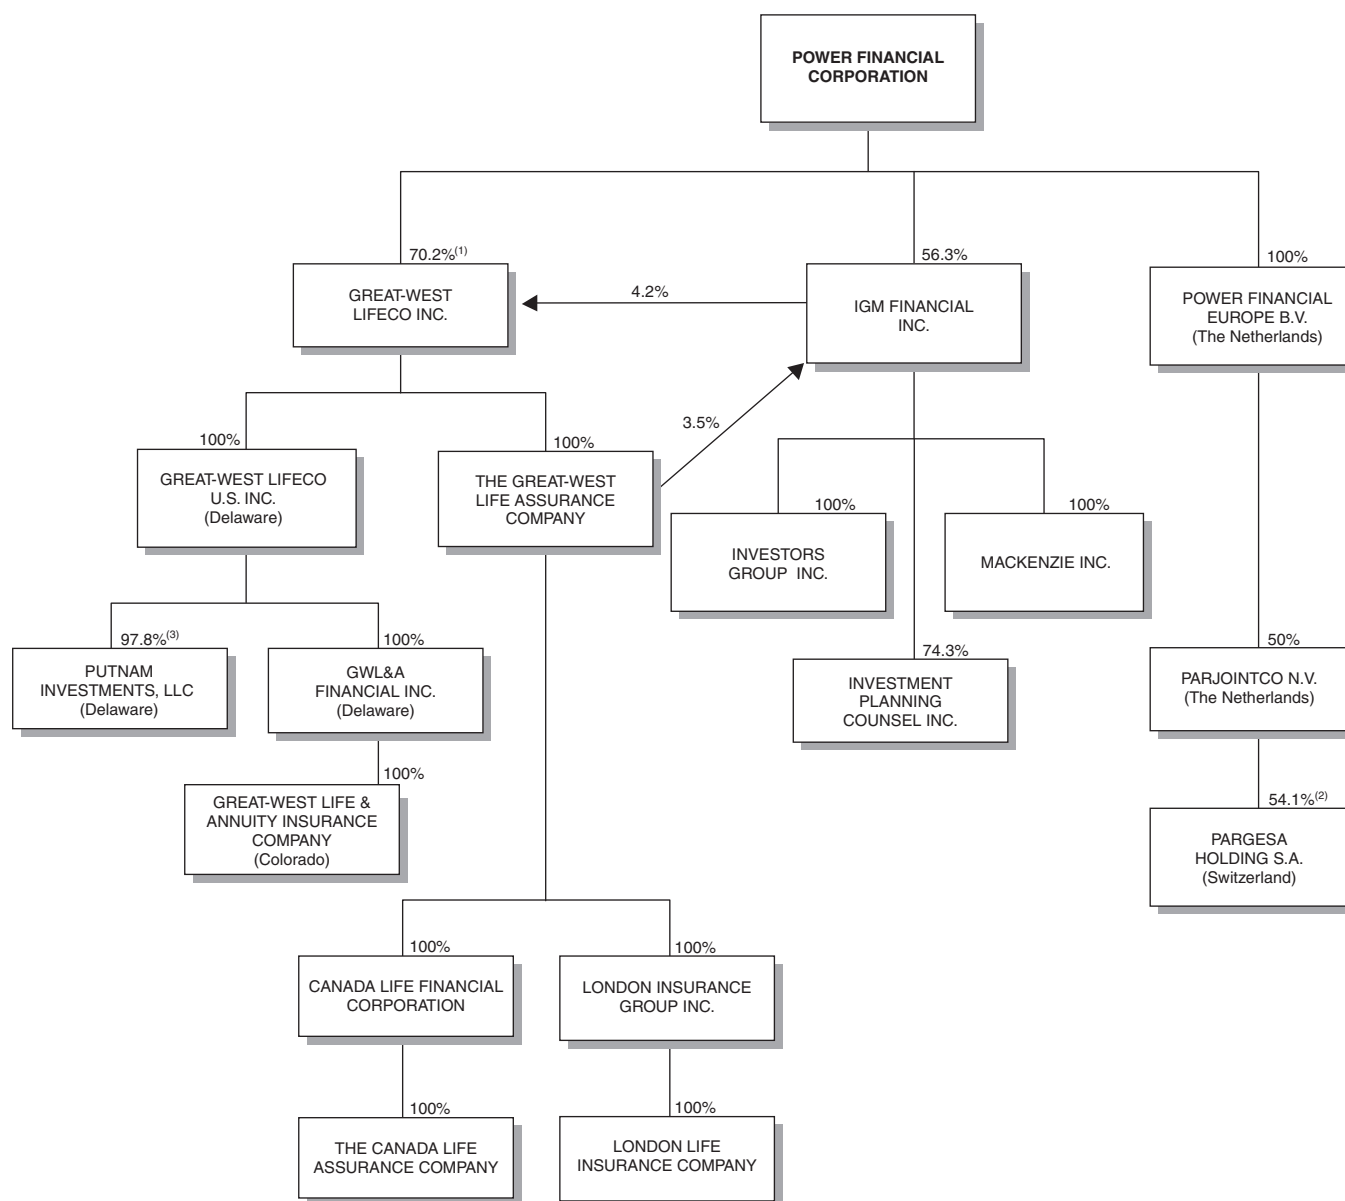 POWER FINANCIAL
CORPORATION
70.2%(1)
GREAT-WEST
LIFECO INC.
4.2%
56.3%
IGM FINANCIAL
INC.
100%
POWER FINANCIAL
EUROPE B.V.
(The Netherlands)
3.5%
100%
GREAT-WEST LIFECO
U.S. INC.
(Delaware)
100%
THE GREAT-WEST
LIFE ASSURANCE
COMPANY
100%
INVESTORS
GROUP INC.
100%
MACKENZIE INC.
97.8%(3)
PUTNAM
INVESTMENTS, LLC
(Delaware)
100%
GWL&A
FINANCIAL INC.
(Delaware)
74.3%
INVESTMENT
PLANNING
COUNSEL INC.
50%
PARJOINTCO N.V.
(The Netherlands)
100%
GREAT-WEST LIFE &
ANNUITY INSURANCE
COMPANY
(Colorado)
54.1%(2)
PARGESA
HOLDING S.A.
(Switzerland)
100%
CANADA LIFE FINANCIAL
CORPORATION
100%
LONDON INSURANCE
GROUP INC.
100%
THE CANADA LIFE
ASSURANCE COMPANY
100%
LONDON LIFE
INSURANCE COMPANY